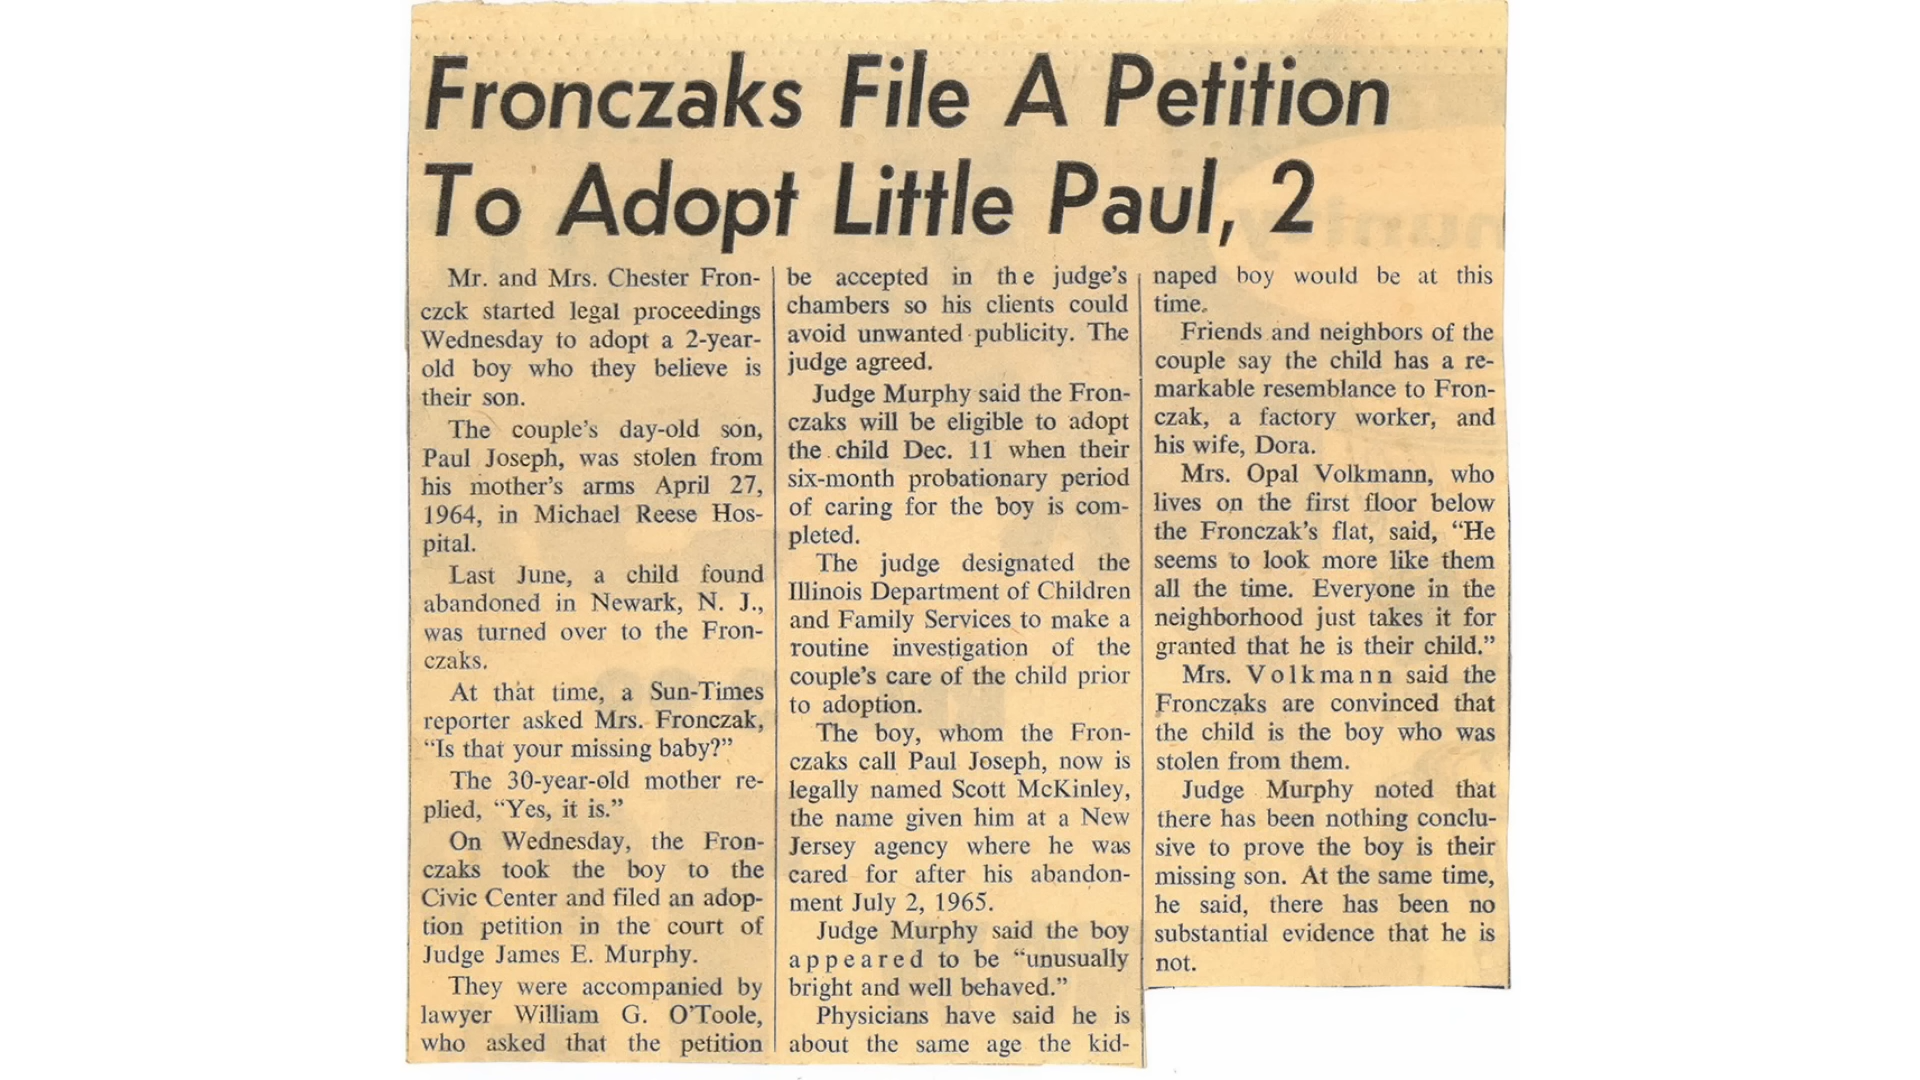 Fronczaks File A Petition
To Adopt Little Paul, 2
Mr. and Mrs. Chester Fron-
czck started legal proceedings
Wednesday to adopt a 2-year-
old boy who they believe is
their son.
The couple's day-old son,
Paul Joseph, was stolen from
his mother's arms April 27,
1964, in Michael Reese Hos-
pital.
Last June, a child found
abandoned in Newark, N. J.,
was turned over to the Fron-
czaks.
At that time, a Sun-Times
reporter asked Mrs. Fronczak,
“Is that your missing baby?”
The 30-year-old mother re-
plied, “Yes, it is.”
On Wednesday, the Fron-
czaks took the boy to the
Civic Center and filed an adop-
tion petition in the court of
Judge James E. Murphy.
They were accompanied by
lawyer William G. O'Toole,
who asked that the petition
be accepted in the judge's
chambers so his clients could
avoid unwanted publicity. The
judge agreed.
Judge Murphy said the Fron-
czaks will be eligible to adopt
the child Dec. 11 when their
six-month probationary period
of caring for the boy is com-
pleted.
The judge designated the
Illinois Department of Children
and Family Services to make a
routine investigation of the
couple's care of the child prior
to adoption.
The boy, whom the Fron-
czaks call Paul Joseph, now is
legally named Scott McKinley,
the name given him at a New
Jersey agency where he was
cared for after his abandon-
ment July 2, 1965.
Judge Murphy said the boy
appeared to be “unusually
bright and well behaved.”
Physicians have said he is
about the same age the kid-
naped boy would be at this
time.
Friends and neighbors of the
couple say the child has a re-
markable resemblance to Fron-
czak, a factory worker, and
his wife, Dora.
Mrs. Opal Volkmann, who
lives on the first floor below
the Fronczak's flat, said, “He
seems to look more like them
all the time. Everyone in the
neighborhood just takes it for
granted that he is their child.”
Mrs. Volkmann said the
Fronczaks are convinced that
the child is the boy who was
stolen from them.
Judge Murphy noted that
there has been nothing conclu-
sive to prove the boy is their
missing son. At the same time,
he said, there has been no
substantial evidence that he is
not.